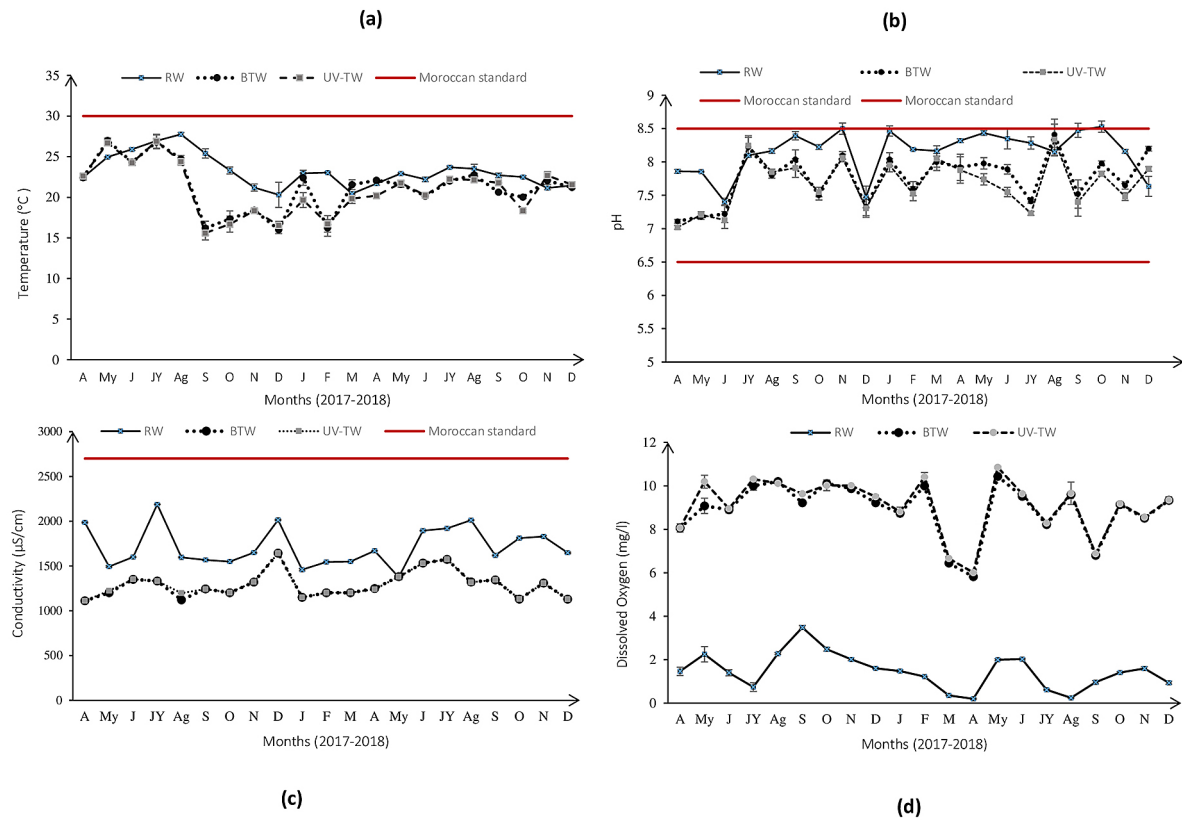 (a)
RW BTW UV-TW Moroccan standard
35
30
25
20
15
10
5
0
Temperature (°C )
A My J JY Ag S O N D J F M A My J JY Ag S O N D
Months (2017-2018)
(b)
RW BTW UV-TW
Moroccan standard Moroccan standard
9
8.5
8
7.5
7
6.5
6
5.5
5
pH
A My J JY Ag S O N D J F M A My J JY Ag S O N D
Months (2017-2018)
RW BTW UV-TW Moroccan standard
3000
2500
2000
1500
1000
500
0
Conductivity (µS/cm)
A My J JY Ag S O N D J F M A My J JY Ag S O N D
Months (2017-2018)
(c)
RW BTW UV-TW
12
10
8
6
4
2
0
Dissolved Oxygen (mg/l)
A My J JY Ag S O N D J F M A My J JY Ag S O N D
Months (2017-2018)
(d)